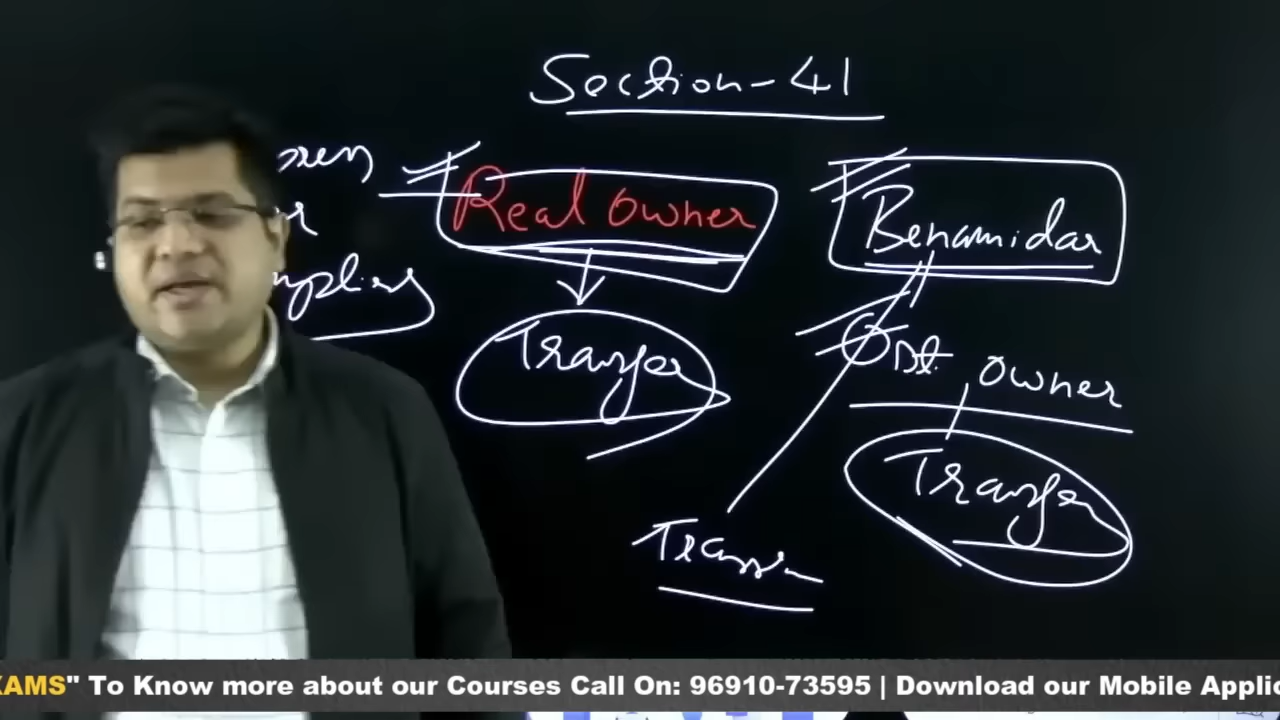 Section-41
Real Owner
Benamidar
Transfer
Ost. Owner
Transfer
XAMS" To Know more about our Courses Call On: 96910-73595 | Download our Mobile Applic